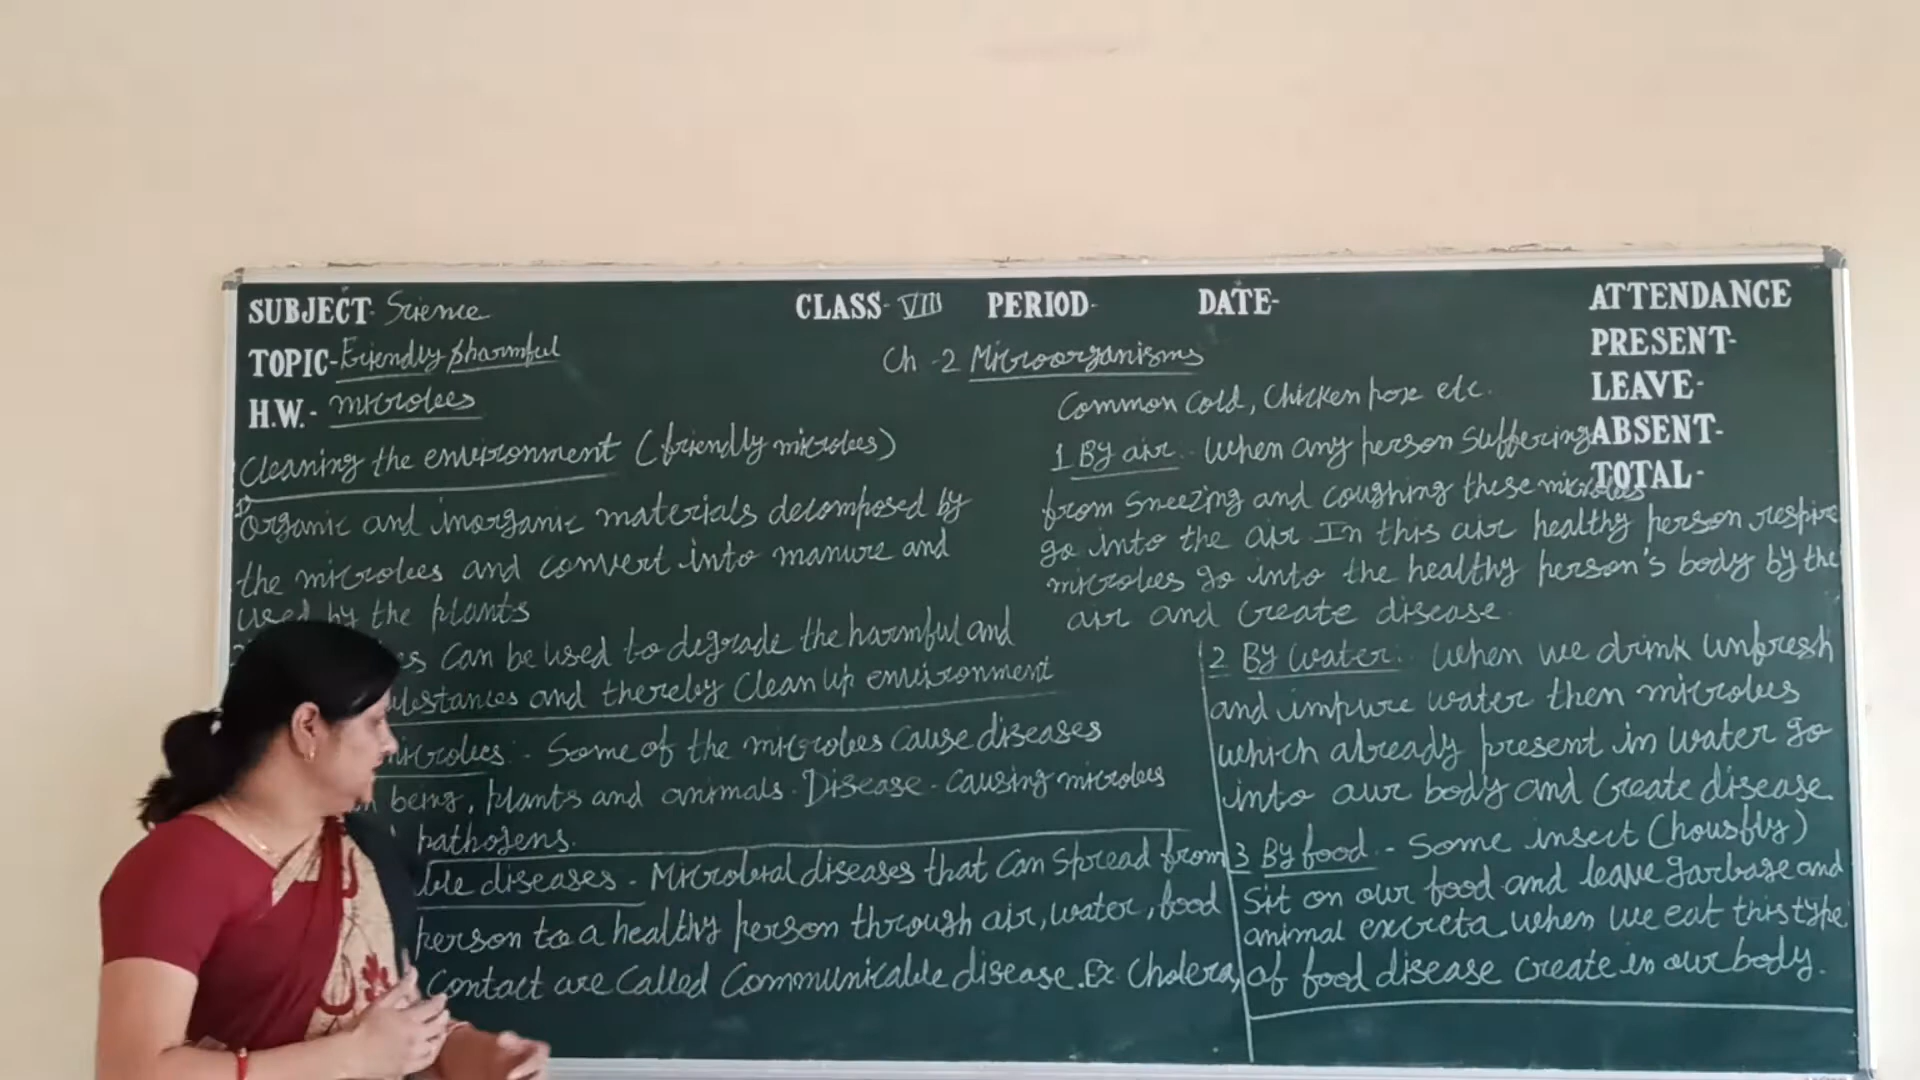 SUBJECT- Science
CLASS- VIII PERIOD- DATE-
ATTENDANCE
TOPIC- Friendly & harmful
Ch -2 Microorganisms
PRESENT-
H.W.- microbes
LEAVE-
ABSENT-
TOTAL-
Cleaning the environment (friendly microbes)
1) Organic and inorganic materials decomposed by
the microbes and convert into manure and
used by the plants
es can be used to degrade the harmful and
ubstances and thereby Clean up environment
microbes:- Some of the microbes cause diseases
being, plants and animals. Disease - causing microbes
pathogens.
ble diseases - Microbial diseases that can spread from
person to a healthy person through air, water, food
Contact are called Communicable disease. Ex. Cholera,
Common cold, Chicken pox etc.
1 By air - When any person suffering
from sneezing and coughing these microbes
go into the air. In this air healthy person respire
microbes go into the healthy person's body by the
air and create disease.
2 By water:- When we drink unfresh
and impure water then microbes
which already present in water go
into our body and create disease.
3 By food - Some insect (housfly)
Sit on our food and leave garbage and
animal excreta when we eat this type
of food disease create in our body.